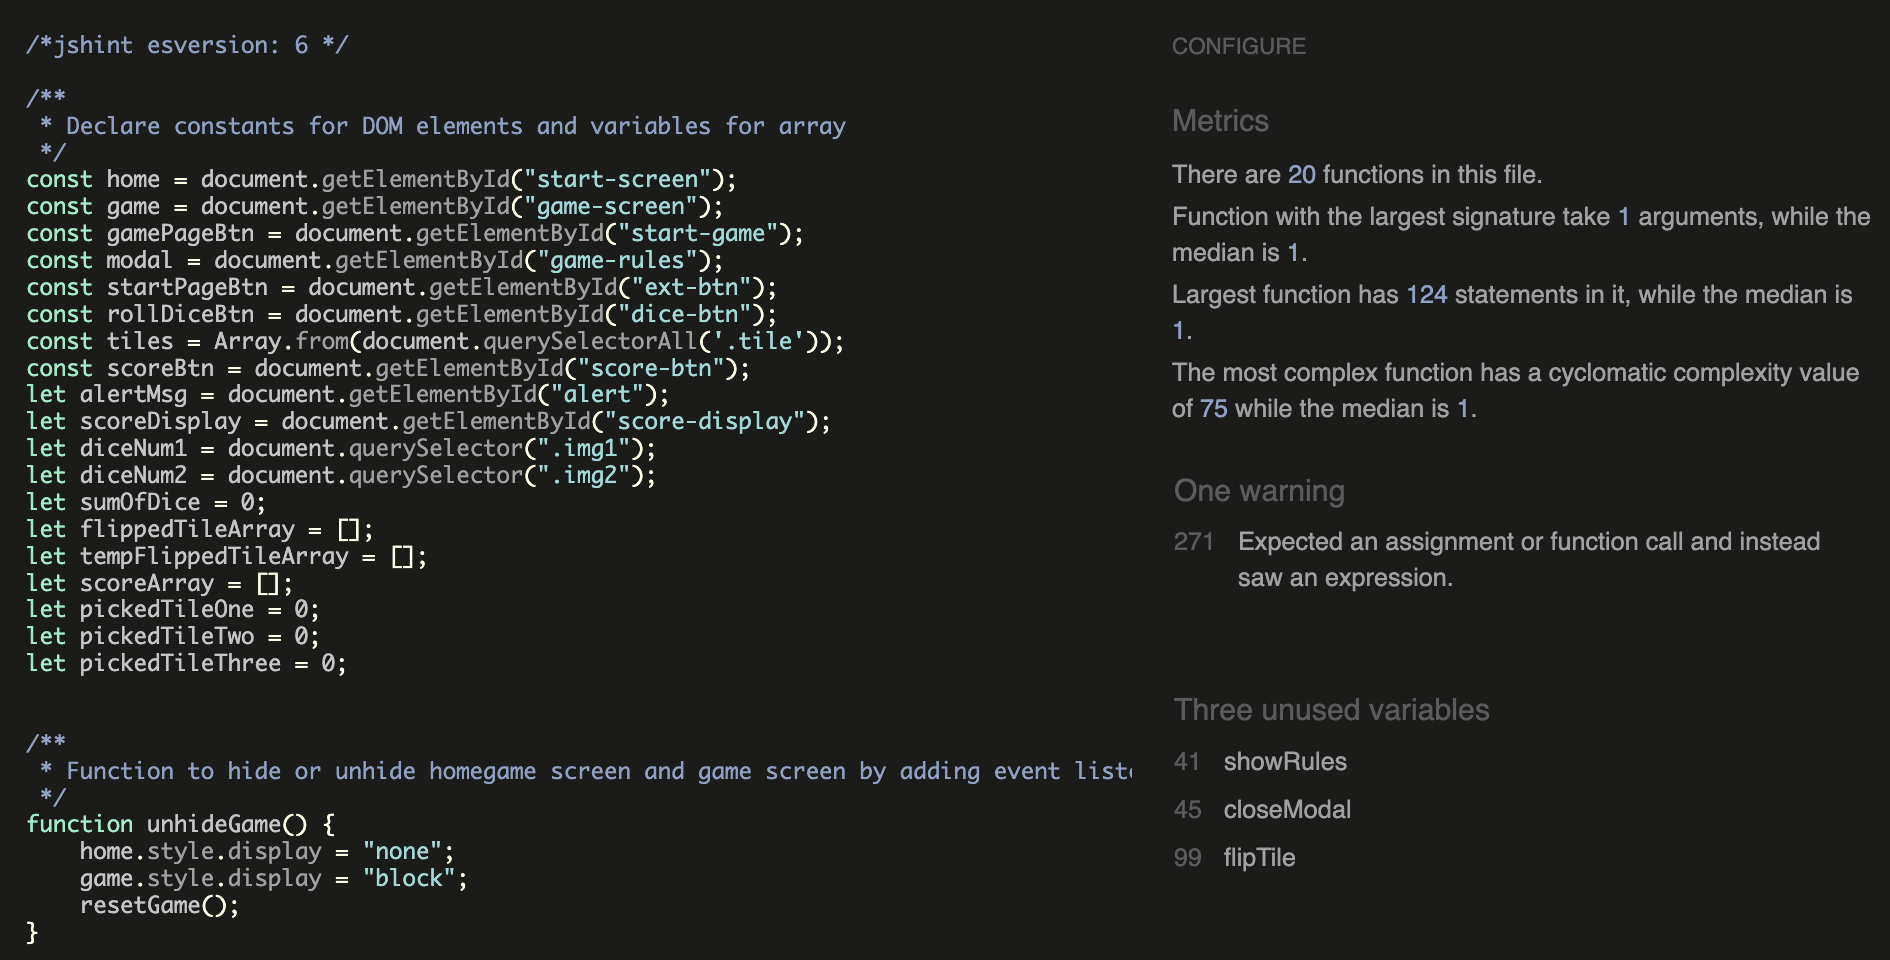 /*jshint esversion: 6 */
/**
 * Declare constants for DOM elements and variables for array
 */
const home = document.getElementById("start-screen");
const game = document.getElementById("game-screen");
const gamePageBtn = document.getElementById("start-game");
const modal = document.getElementById("game-rules");
const startPageBtn = document.getElementById("ext-btn");
const rollDiceBtn = document.getElementById("dice-btn");
const tiles = Array.from(document.querySelectorAll('.tile'));
const scoreBtn = document.getElementById("score-btn");
let alertMsg = document.getElementById("alert");
let scoreDisplay = document.getElementById("score-display");
let diceNum1 = document.querySelector(".img1");
let diceNum2 = document.querySelector(".img2");
let sumOfDice = 0;
let flippedTileArray = [];
let tempFlippedTileArray = [];
let scoreArray = [];
let pickedTileOne = 0;
let pickedTileTwo = 0;
let pickedTileThree = 0;
/**
 * Function to hide or unhide homegame screen and game screen by adding event
 */
function unhideGame() {
    home.style.display = "none";
    game.style.display = "block";
    resetGame();
}
CONFIGURE
Metrics
There are 20 functions in this file.
Function with the largest signature take 1 arguments, while the
median is 1.
Largest function has 124 statements in it, while the median is
1.
The most complex function has a cyclomatic complexity value
of 75 while the median is 1.
One warning
271 Expected an assignment or function call and instead
saw an expression.
Three unused variables
41 showRules
45 closeModal
99 flipTile